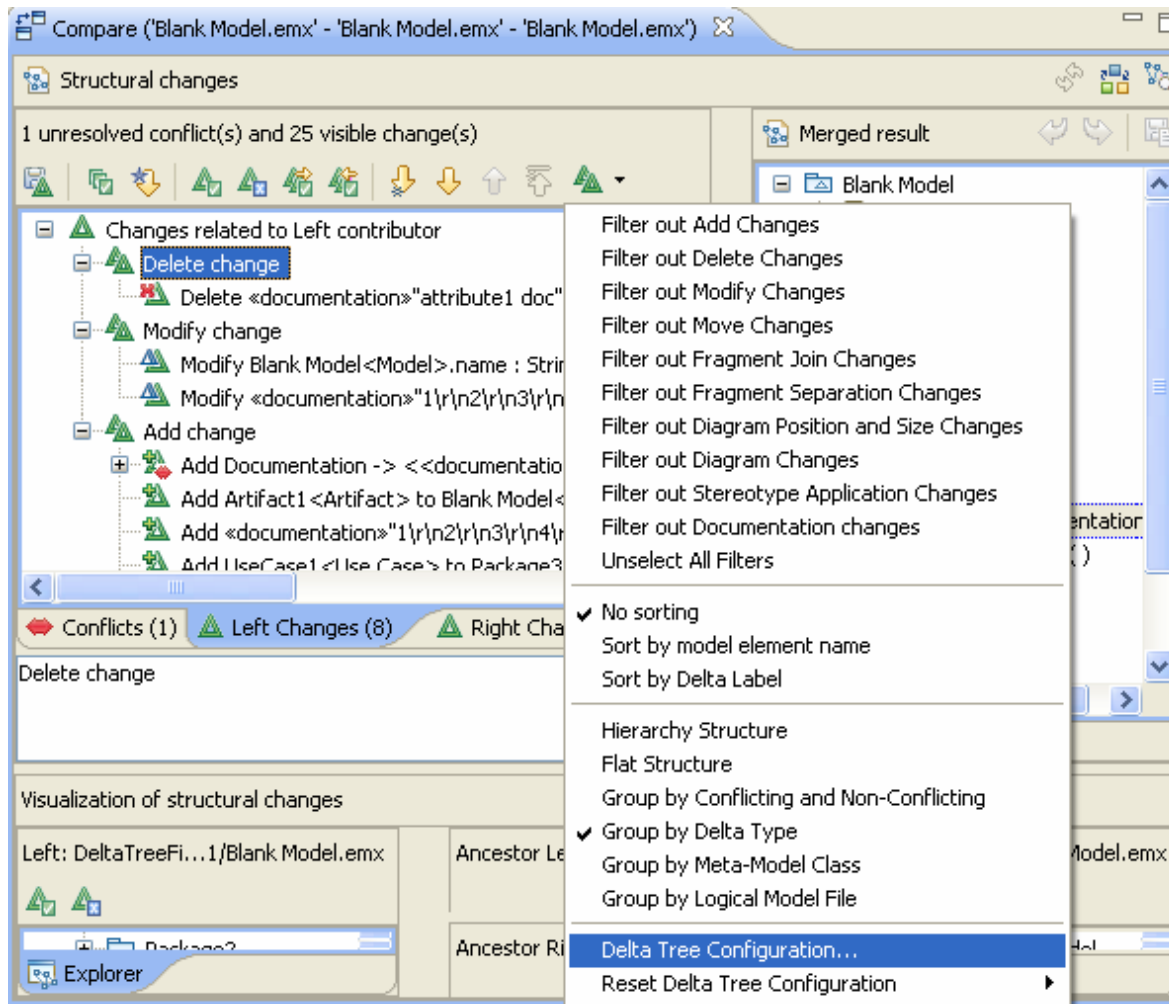 Compare ('Blank Model.emx' - 'Blank Model.emx' - 'Blank Model.emx')
Structural changes
1 unresolved conflict(s) and 25 visible change(s)
Merged result
Blank Model
Changes related to Left contributor
Delete change
Delete «documentation»"attribute1 doc"
Modify change
Modify Blank Model<Model>.name : Strin
Modify «documentation»"1\r\n2\r\n3\r\n
Add change
Add Documentation -> <<documentatio
Add Artifact1<Artifact> to Blank Model<
Add «documentation»"1\r\n2\r\n3\r\n4\r
Add UseCase1<Use Case> to Package3
Conflicts (1)
Left Changes (8)
Right Cha
Delete change
Filter out Add Changes
Filter out Delete Changes
Filter out Modify Changes
Filter out Move Changes
Filter out Fragment Join Changes
Filter out Fragment Separation Changes
Filter out Diagram Position and Size Changes
Filter out Diagram Changes
Filter out Stereotype Application Changes
Filter out Documentation changes
Unselect All Filters
No sorting
Sort by model element name
Sort by Delta Label
Hierarchy Structure
Flat Structure
Group by Conflicting and Non-Conflicting
Group by Delta Type
Group by Meta-Model Class
Group by Logical Model File
Delta Tree Configuration...
Reset Delta Tree Configuration
entation
()
Visualization of structural changes
Left: DeltaTreeFi...1/Blank Model.emx
Ancestor Le
Model.emx
Package2
Ancestor Ri
del
Explorer